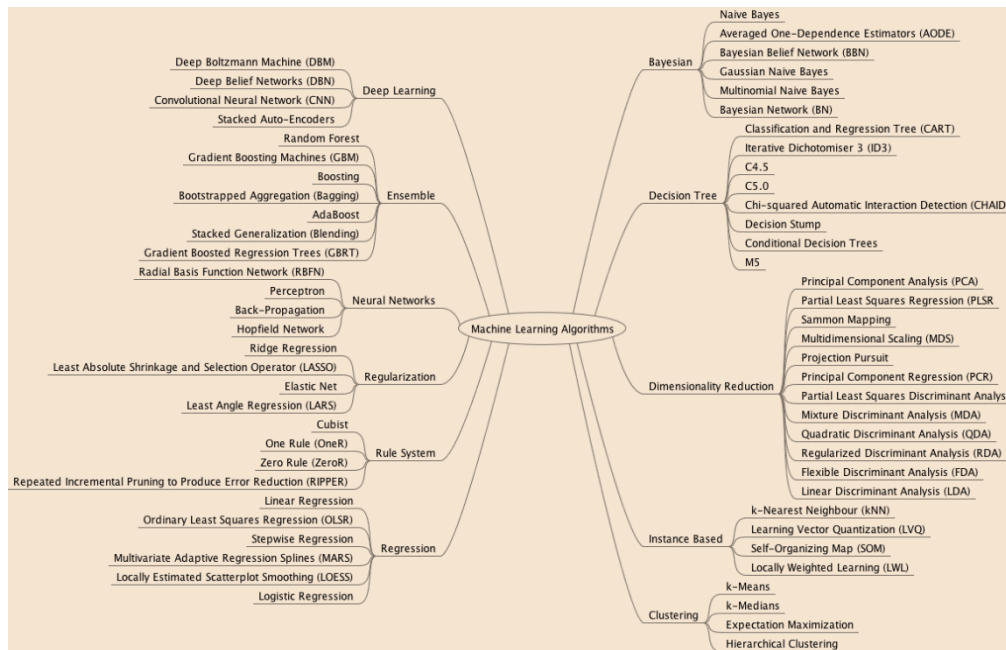 Deep Boltzmann Machine (DBM)
Deep Belief Networks (DBN)
Convolutional Neural Network (CNN)
Stacked Auto-Encoders
Deep Learning
Random Forest
Gradient Boosting Machines (GBM)
Boosting
Bootstrapped Aggregation (Bagging)
AdaBoost
Stacked Generalization (Blending)
Gradient Boosted Regression Trees (GBRT)
Ensemble
Radial Basis Function Network (RBFN)
Perceptron
Back-Propagation
Hopfield Network
Neural Networks
Ridge Regression
Least Absolute Shrinkage and Selection Operator (LASSO)
Elastic Net
Least Angle Regression (LARS)
Regularization
Cubist
One Rule (OneR)
Zero Rule (ZeroR)
Repeated Incremental Pruning to Produce Error Reduction (RIPPER)
Rule System
Linear Regression
Ordinary Least Squares Regression (OLSR)
Stepwise Regression
Multivariate Adaptive Regression Splines (MARS)
Locally Estimated Scatterplot Smoothing (LOESS)
Logistic Regression
Regression
Machine Learning Algorithms
Bayesian
Naive Bayes
Averaged One-Dependence Estimators (AODE)
Bayesian Belief Network (BBN)
Gaussian Naive Bayes
Multinomial Naive Bayes
Bayesian Network (BN)
Decision Tree
Classification and Regression Tree (CART)
Iterative Dichotomiser 3 (ID3)
C4.5
C5.0
Chi-squared Automatic Interaction Detection (CHAID
Decision Stump
Conditional Decision Trees
M5
Dimensionality Reduction
Principal Component Analysis (PCA)
Partial Least Squares Regression (PLSR
Sammon Mapping
Multidimensional Scaling (MDS)
Projection Pursuit
Principal Component Regression (PCR)
Partial Least Squares Discriminant Analys
Mixture Discriminant Analysis (MDA)
Quadratic Discriminant Analysis (QDA)
Regularized Discriminant Analysis (RDA)
Flexible Discriminant Analysis (FDA)
Linear Discriminant Analysis (LDA)
Instance Based
k-Nearest Neighbour (kNN)
Learning Vector Quantization (LVQ)
Self-Organizing Map (SOM)
Locally Weighted Learning (LWL)
Clustering
k-Means
k-Medians
Expectation Maximization
Hierarchical Clustering